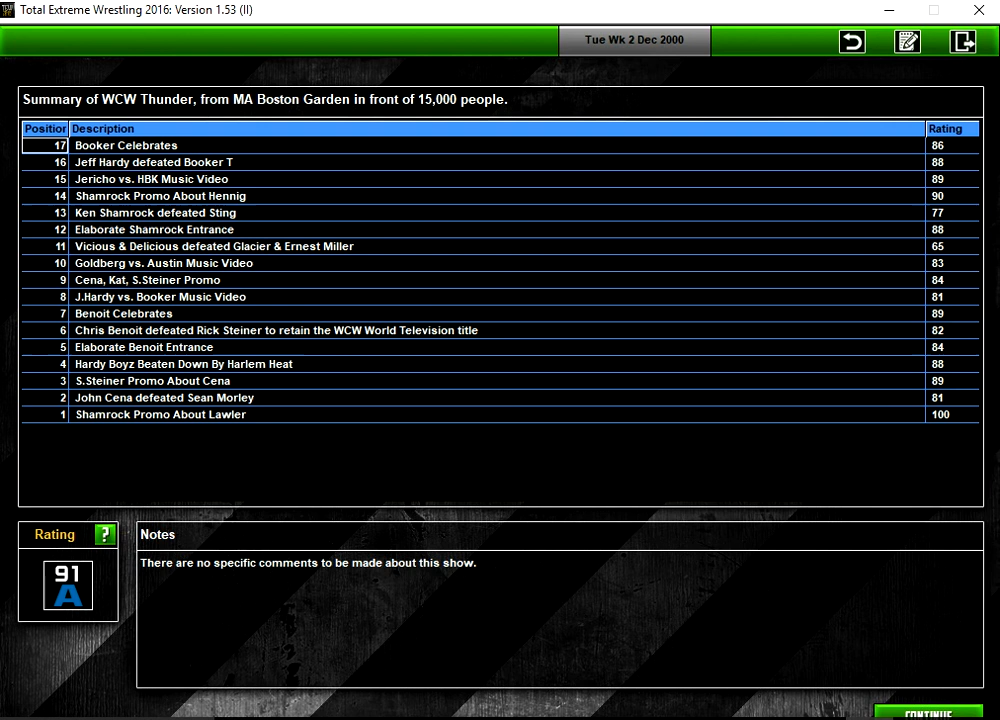 Total Extreme Wrestling 2016: Version 1.53 (II)
Tue Wk 2 Dec 2000
Summary of WCW Thunder, from MA Boston Garden in front of 15,000 people.
Position Description Rating
17 Booker Celebrates 86
16 Jeff Hardy defeated Booker T 88
15 Jericho vs. HBK Music Video 89
14 Shamrock Promo About Hennig 90
13 Ken Shamrock defeated Sting 77
12 Elaborate Shamrock Entrance 88
11 Vicious & Delicious defeated Glacier & Ernest Miller 65
10 Goldberg vs. Austin Music Video 83
9 Cena, Kat, S.Steiner Promo 84
8 J.Hardy vs. Booker Music Video 81
7 Benoit Celebrates 89
6 Chris Benoit defeated Rick Steiner to retain the WCW World Television title 82
5 Elaborate Benoit Entrance 84
4 Hardy Boyz Beaten Down By Harlem Heat 88
3 S.Steiner Promo About Cena 89
2 John Cena defeated Sean Morley 81
1 Shamrock Promo About Lawler 100
Rating ? Notes
There are no specific comments to be made about this show.
91
A
CONTINUE